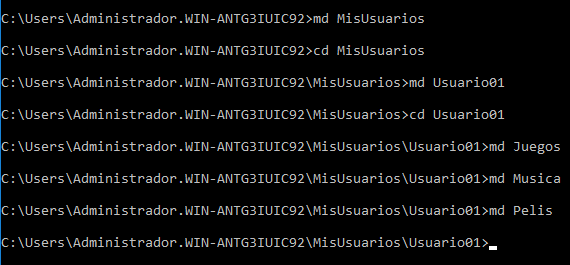 C:\Users\Administrador.WIN-ANTG3IUIC92>md MisUsuarios
C:\Users\Administrador.WIN-ANTG3IUIC92>cd MisUsuarios
C:\Users\Administrador.WIN-ANTG3IUIC92\MisUsuarios>md Usuario01
C:\Users\Administrador.WIN-ANTG3IUIC92\MisUsuarios>cd Usuario01
C:\Users\Administrador.WIN-ANTG3IUIC92\MisUsuarios\Usuario01>md Juegos
C:\Users\Administrador.WIN-ANTG3IUIC92\MisUsuarios\Usuario01>md Musica
C:\Users\Administrador.WIN-ANTG3IUIC92\MisUsuarios\Usuario01>md Pelis
C:\Users\Administrador.WIN-ANTG3IUIC92\MisUsuarios\Usuario01>